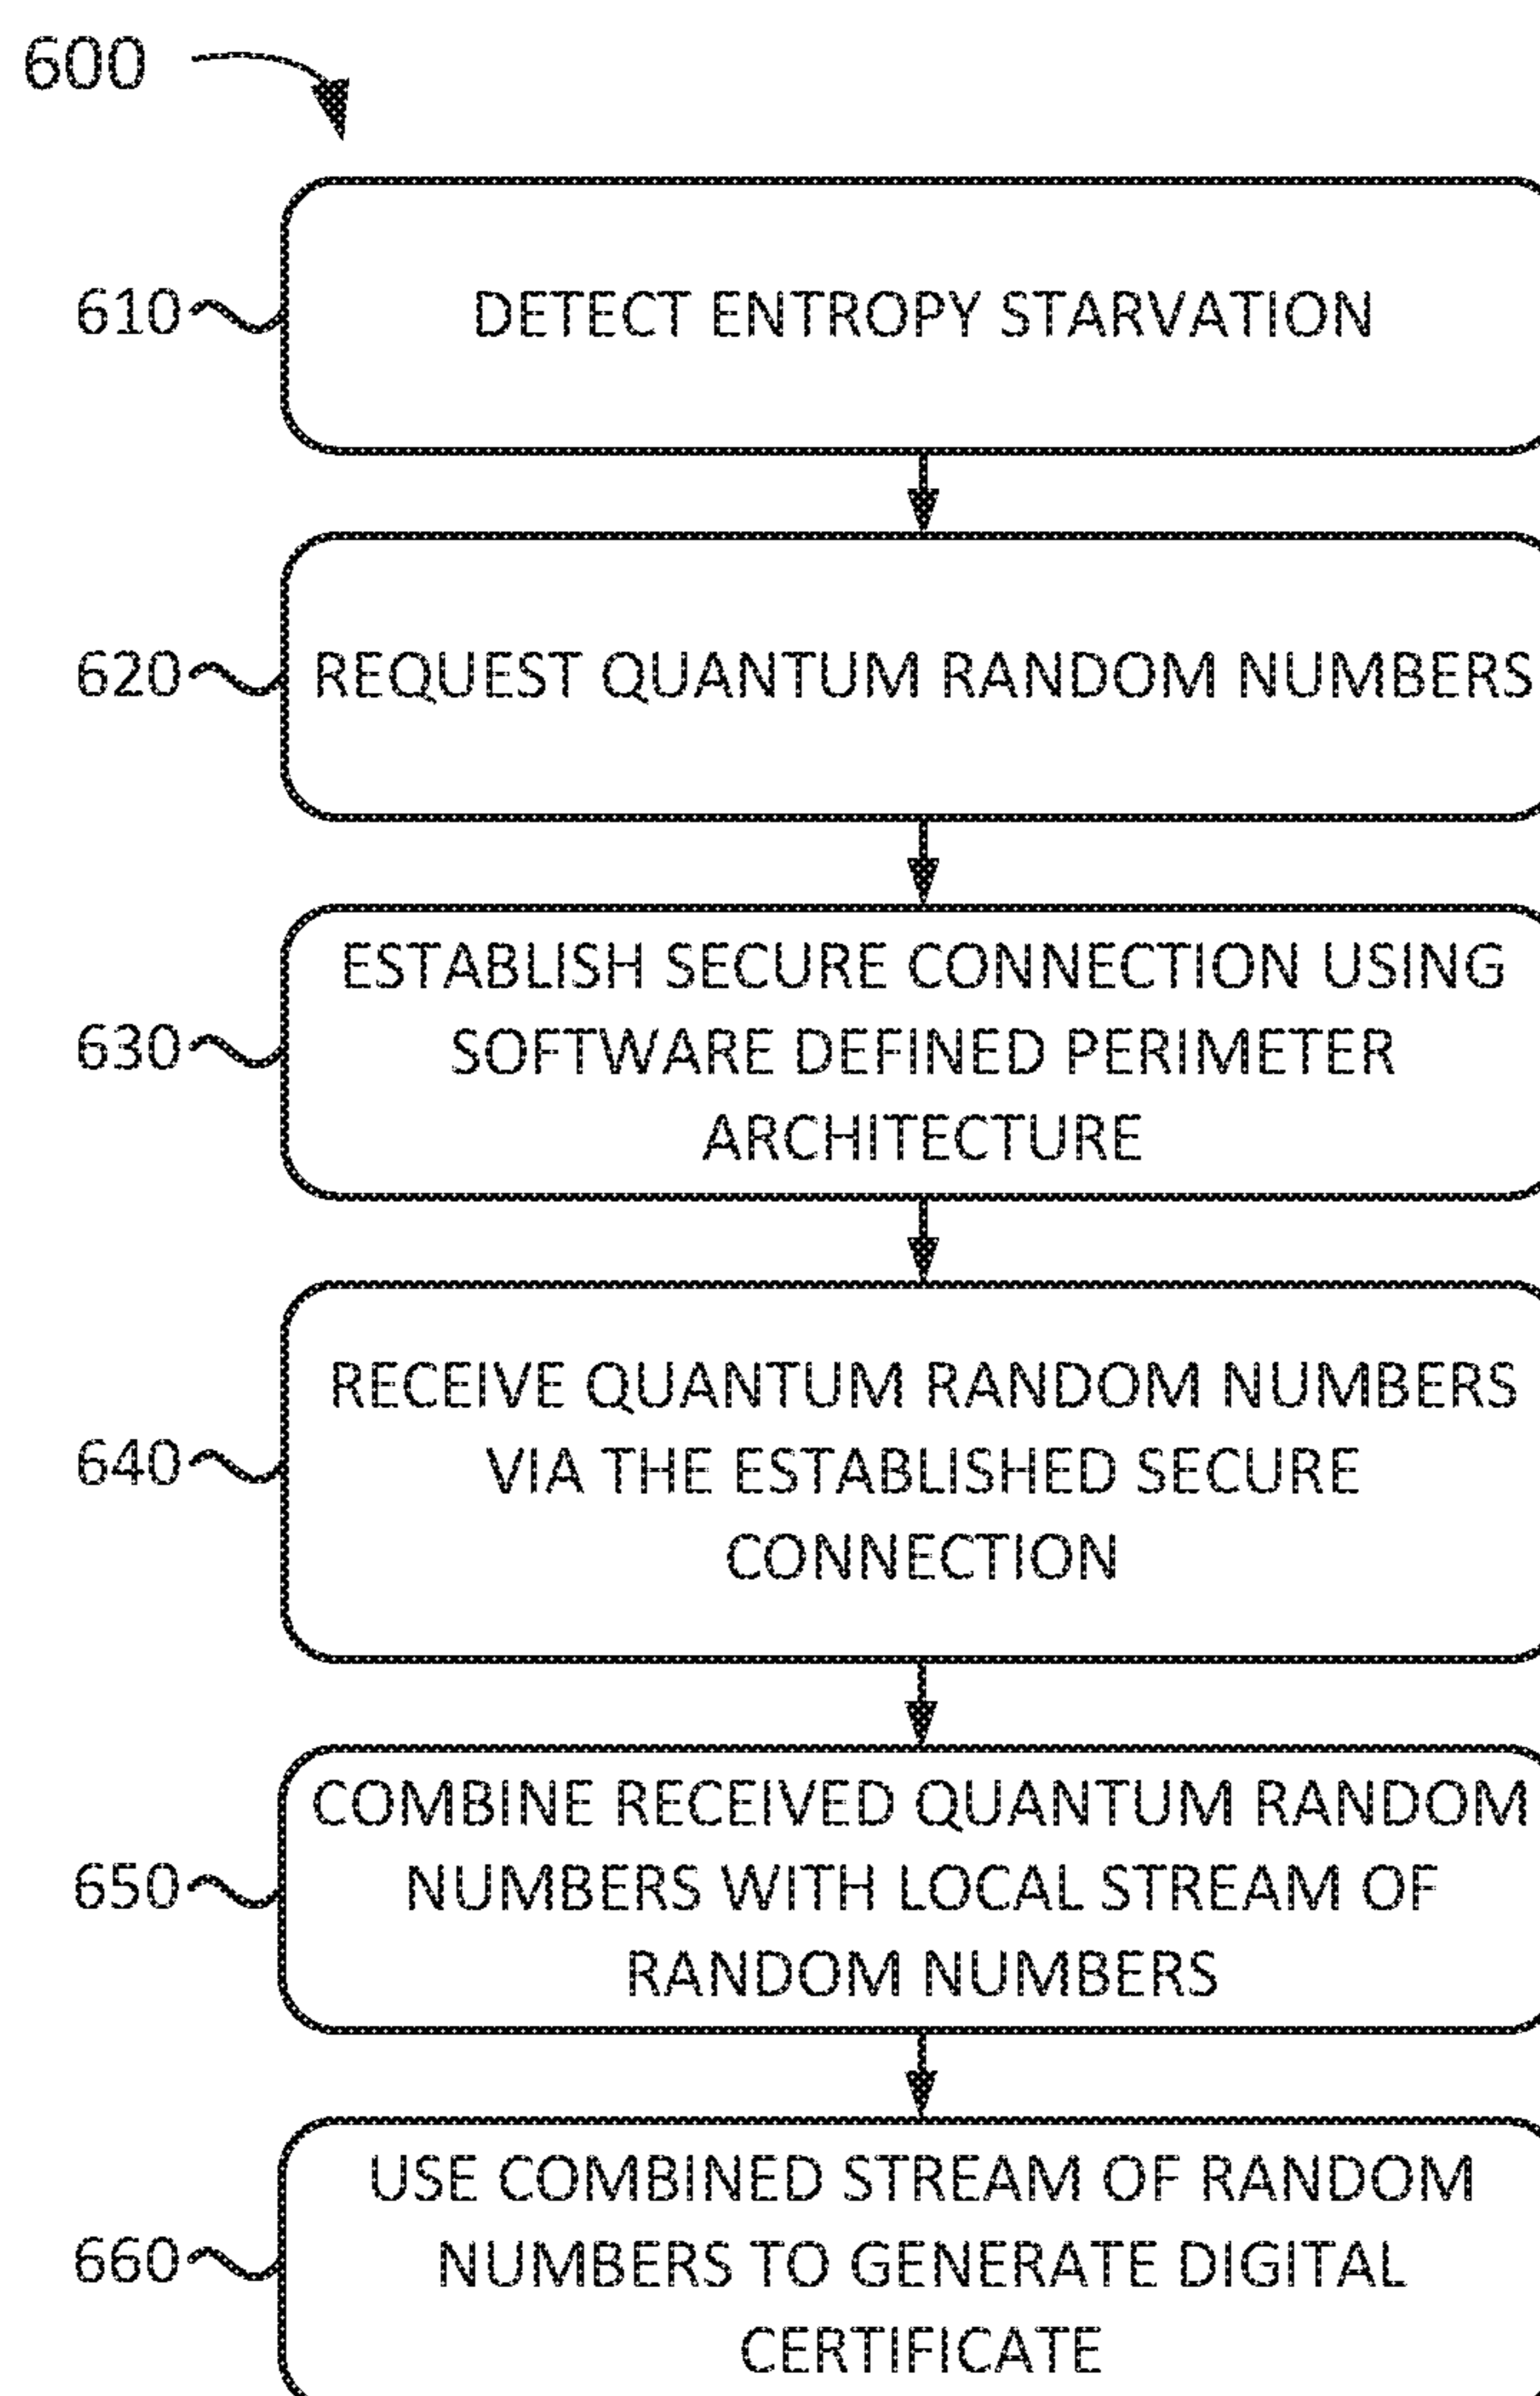 600
610
DETECT ENTROPY STARVATION
620
REQUEST QUANTUM RANDOM NUMBERS
630
ESTABLISH SECURE CONNECTION USING
SOFTWARE DEFINED PERIMETER
ARCHITECTURE
640
RECEIVE QUANTUM RANDOM NUMBERS
VIA THE ESTABLISHED SECURE
CONNECTION
650
COMBINE RECEIVED QUANTUM RANDOM
NUMBERS WITH LOCAL STREAM OF
RANDOM NUMBERS
660
USE COMBINED STREAM OF RANDOM
NUMBERS TO GENERATE DIGITAL
CERTIFICATE